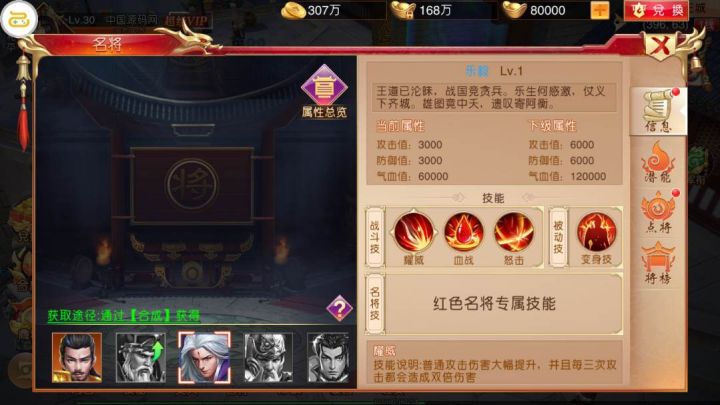 Lv.30 中国源码网 超级VIP
307万
168万
80000
兑换
名将
属性总览
将
乐毅 Lv.1
王道已沦昧，战国竞贪兵。乐生何感激，仗义
下齐城。雄图竟中天，遗叹寄阿衡。
当前属性
下级属性
攻击值：3000
攻击值：6000
防御值：3000
防御值：6000
气血值：60000
气血值：120000
技能
战斗技
耀威
血战
怒击
被动技
变身技
名将技
红色名将专属技能
耀威
技能说明:普通攻击伤害大幅提升，并且每三次攻
击都会造成双倍伤害
获取途径:通过【合成】获得
?
信息
潜能
点将
将榜